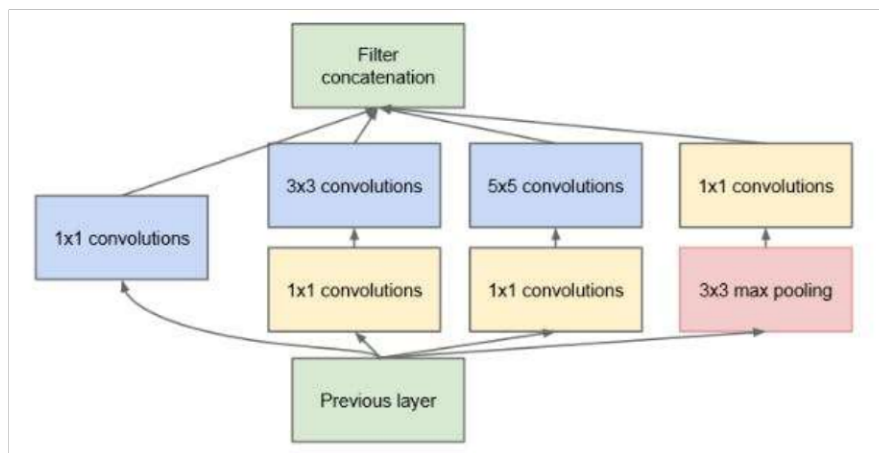 Filter
concatenation
3x3 convolutions
5x5 convolutions
1x1 convolutions
1x1 convolutions
1x1 convolutions
1x1 convolutions
3x3 max pooling
Previous layer